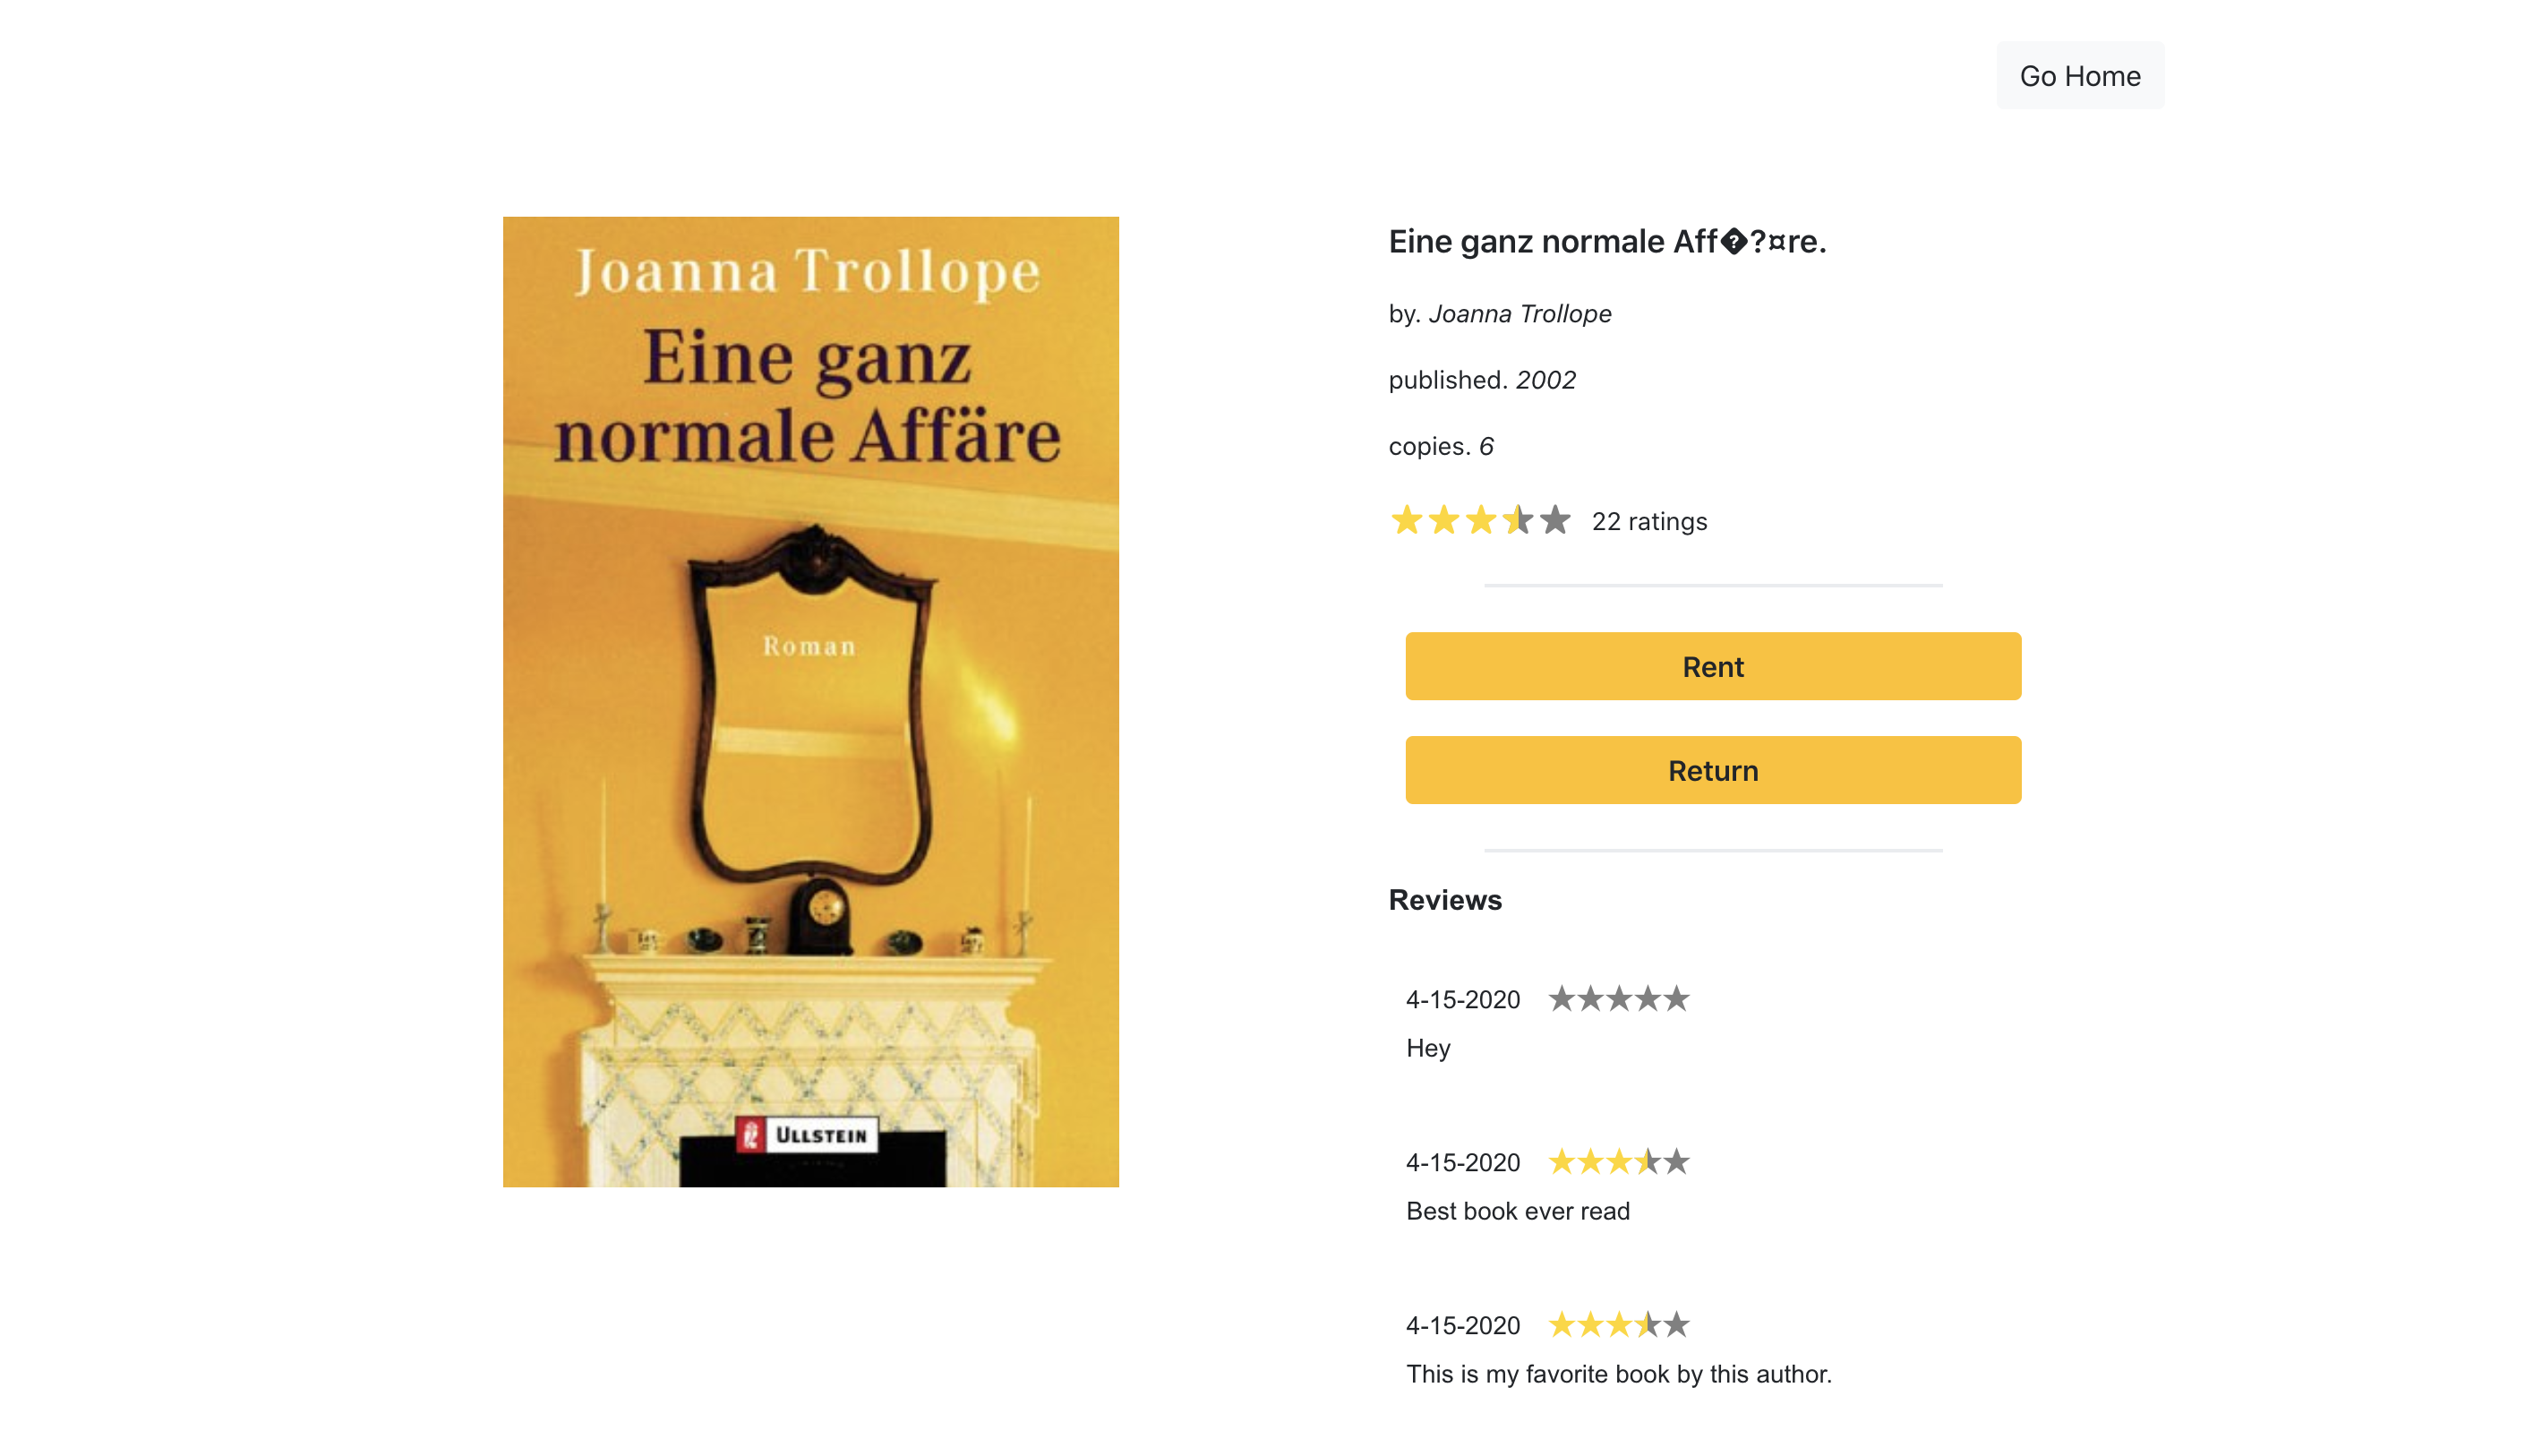 Go Home
Joanna Trollope
Eine ganz
normale Affäre
Roman
ULLSTEIN
Eine ganz normale Aff�?¤re.
by. Joanna Trollope
published. 2002
copies. 6
22 ratings
Rent
Return
Reviews
4-15-2020
Hey
4-15-2020
Best book ever read
4-15-2020
This is my favorite book by this author.